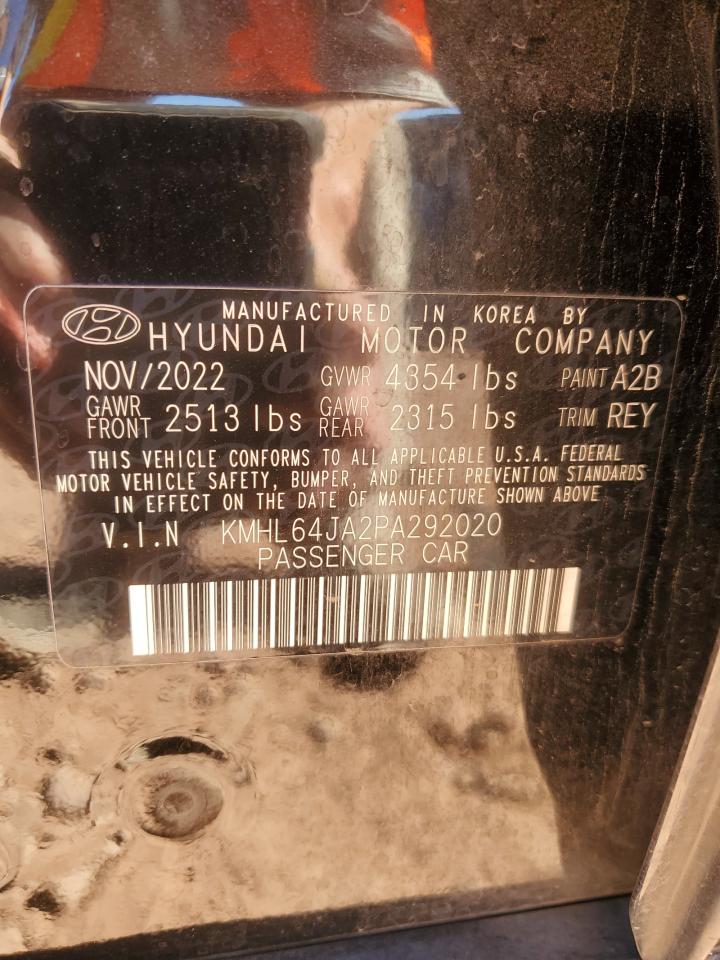 MANUFACTURED IN KOREA BY
HYUNDAI MOTOR COMPANY
NOV/2022 GVWR 4354 lbs PAINT A2B
GAWR FRONT 2513 lbs GAWR REAR 2315 lbs TRIM REY
THIS VEHICLE CONFORMS TO ALL APPLICABLE U.S.A. FEDERAL
MOTOR VEHICLE SAFETY, BUMPER, AND THEFT PREVENTION STANDARDS
IN EFFECT ON THE DATE OF MANUFACTURE SHOWN ABOVE
V.I.N KMHL64JA2PA292020
PASSENGER CAR